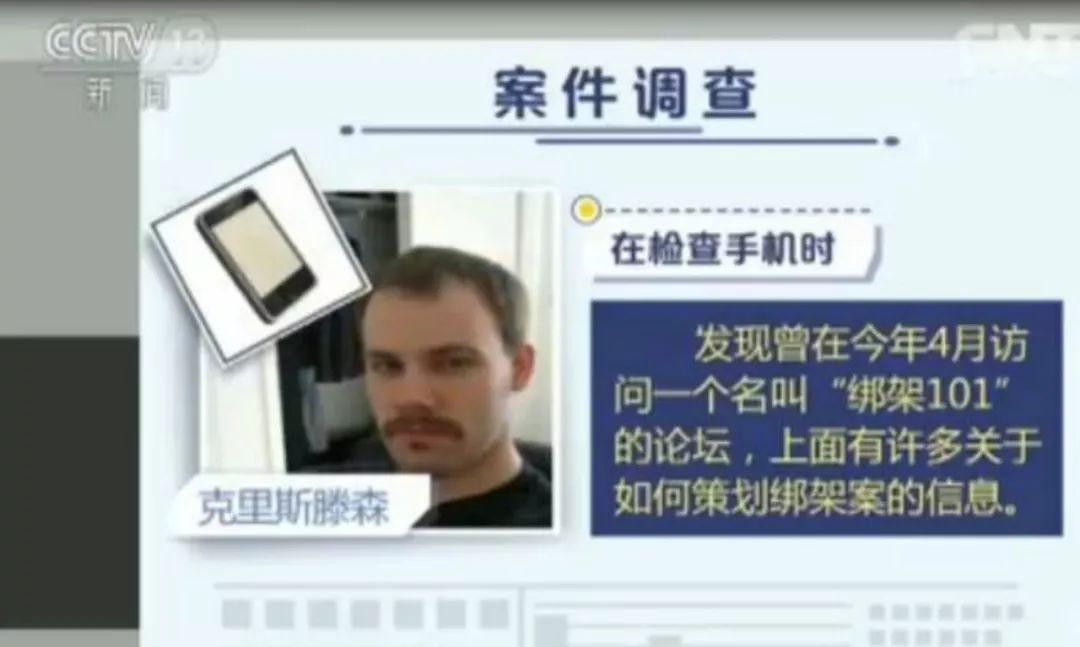 CCTV 13
新闻
CNT
案件调查
在检查手机时
发现曾在今年4月访
问一个名叫“绑架101”
的论坛，上面有许多关于
如何策划绑架案的信息。
克里斯滕森